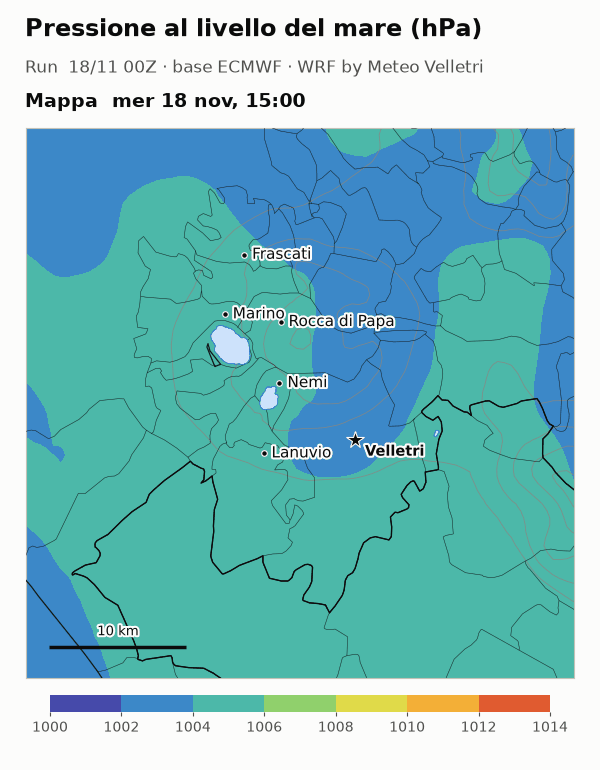 Pressione al livello del mare (hPa)
Run  18/11 00Z · base ECMWF · WRF by Meteo Velletri
Mappa  mer 18 nov, 15:00
Frascati
Marino
Rocca di Papa
Nemi
Velletri
Lanuvio
10 km
1000 1002 1004 1006 1008 1010 1012 1014